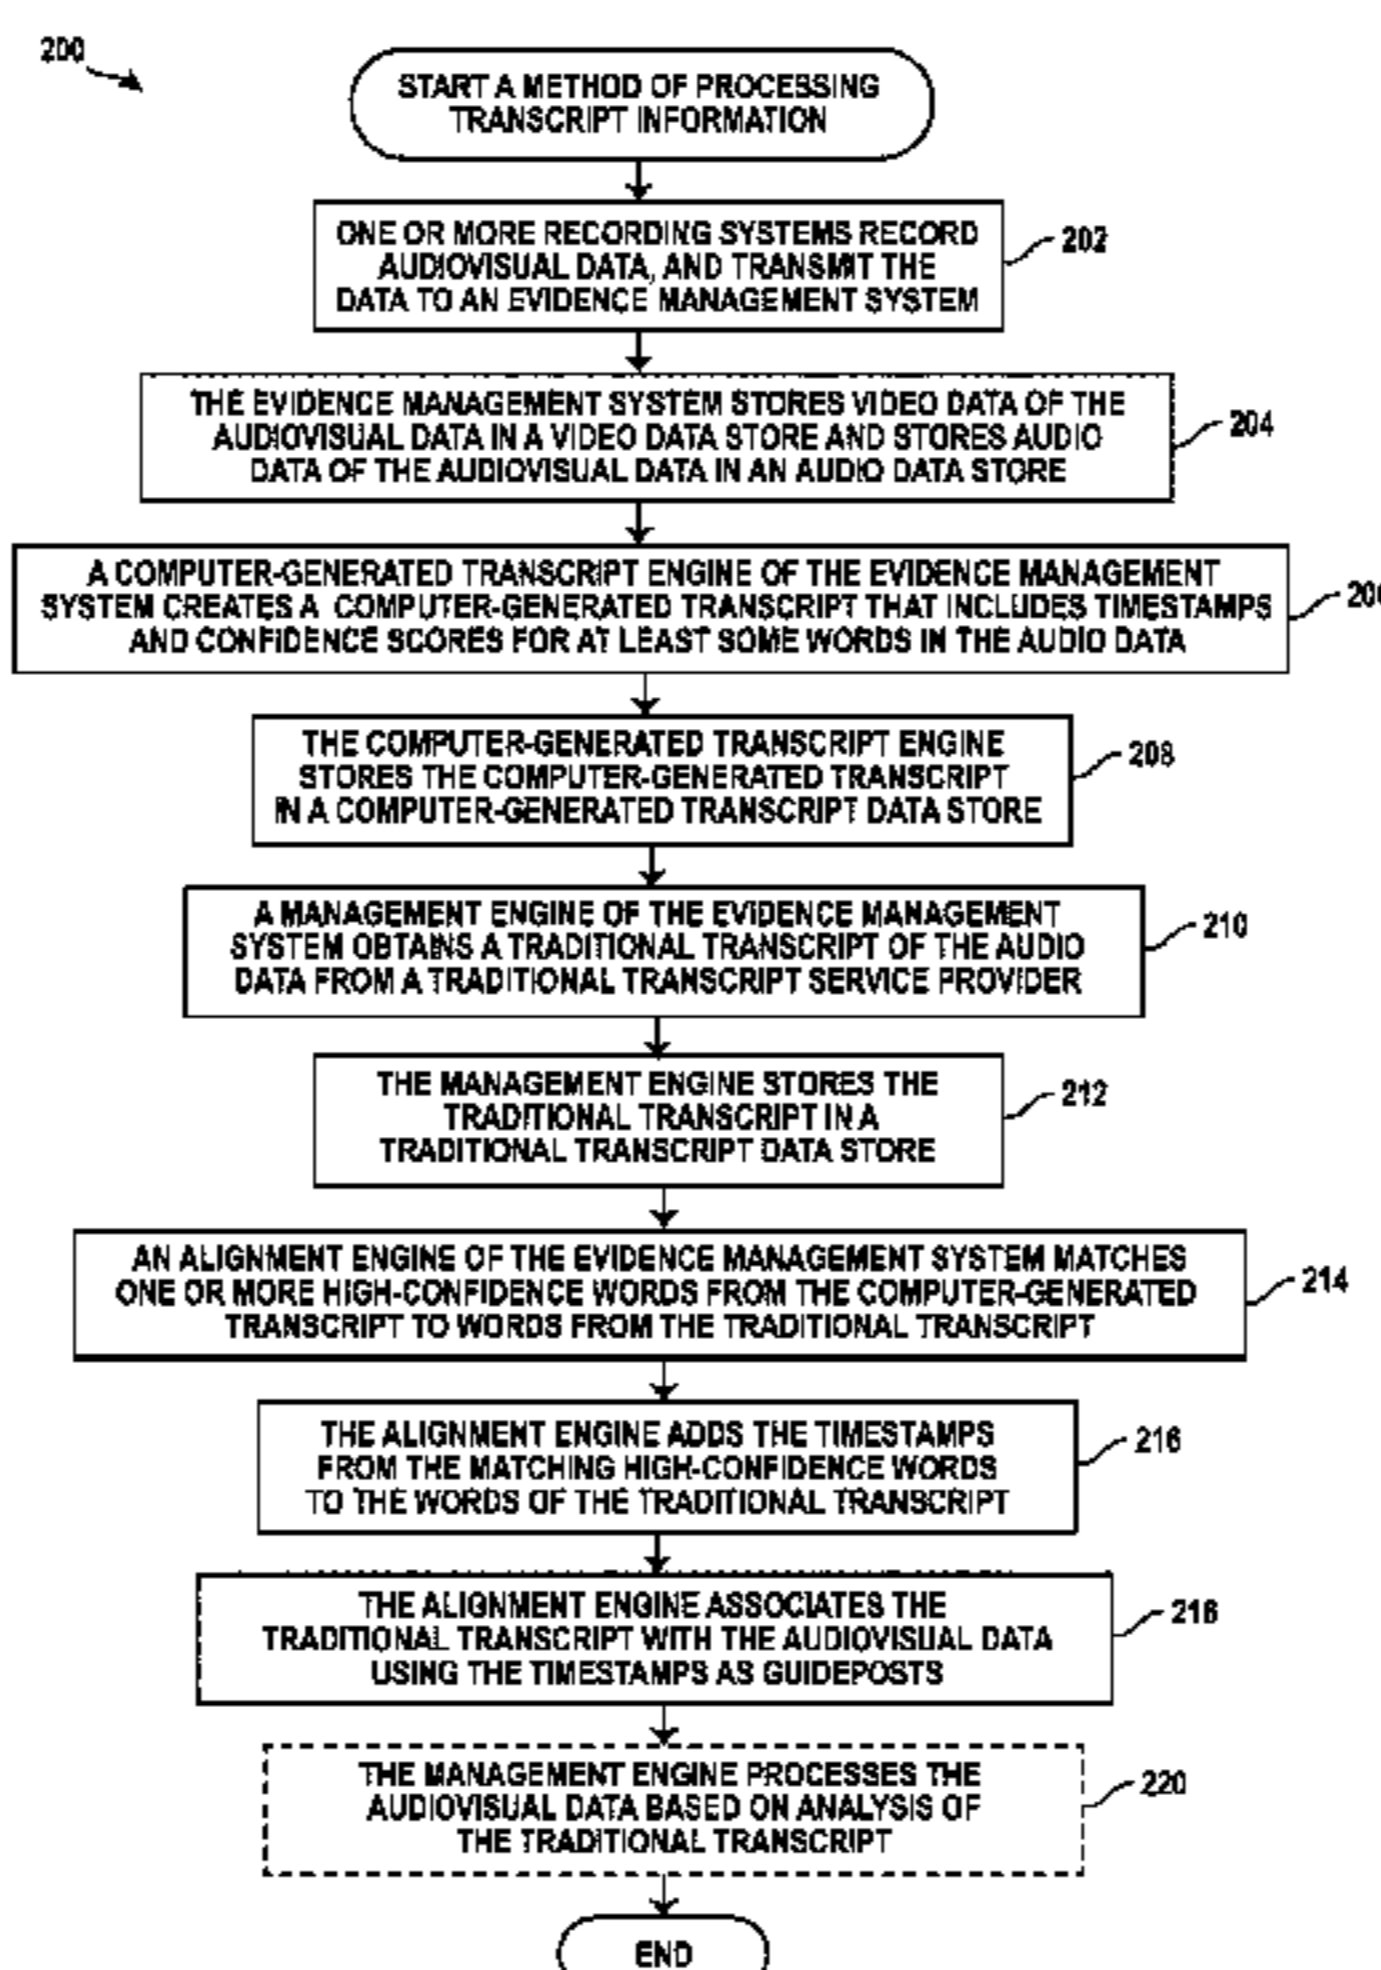 200
START A METHOD OF PROCESSING
TRANSCRIPT INFORMATION
ONE OR MORE RECORDING SYSTEMS RECORD
AUDIOVISUAL DATA, AND TRANSMIT THE
DATA TO AN EVIDENCE MANAGEMENT SYSTEM
202
THE EVIDENCE MANAGEMENT SYSTEM STORES VIDEO DATA OF THE
AUDIOVISUAL DATA IN A VIDEO DATA STORE AND STORES AUDIO
DATA OF THE AUDIOVISUAL DATA IN AN AUDIO DATA STORE
204
A COMPUTER-GENERATED TRANSCRIPT ENGINE OF THE EVIDENCE MANAGEMENT
SYSTEM CREATES A COMPUTER-GENERATED TRANSCRIPT THAT INCLUDES TIMESTAMPS
AND CONFIDENCE SCORES FOR AT LEAST SOME WORDS IN THE AUDIO DATA
THE COMPUTER-GENERATED TRANSCRIPT ENGINE
STORES THE COMPUTER-GENERATED TRANSCRIPT
IN A COMPUTER-GENERATED TRANSCRIPT DATA STORE
208
A MANAGEMENT ENGINE OF THE EVIDENCE MANAGEMENT
SYSTEM OBTAINS A TRADITIONAL TRANSCRIPT OF THE AUDIO
DATA FROM A TRADITIONAL TRANSCRIPT SERVICE PROVIDER
210
THE MANAGEMENT ENGINE STORES THE
TRADITIONAL TRANSCRIPT IN A
TRADITIONAL TRANSCRIPT DATA STORE
212
AN ALIGNMENT ENGINE OF THE EVIDENCE MANAGEMENT SYSTEM MATCHES
ONE OR MORE HIGH-CONFIDENCE WORDS FROM THE COMPUTER-GENERATED
TRANSCRIPT TO WORDS FROM THE TRADITIONAL TRANSCRIPT
214
THE ALIGNMENT ENGINE ADDS THE TIMESTAMPS
FROM THE MATCHING HIGH-CONFIDENCE WORDS
TO THE WORDS OF THE TRADITIONAL TRANSCRIPT
216
THE ALIGNMENT ENGINE ASSOCIATES THE
TRADITIONAL TRANSCRIPT WITH THE AUDIOVISUAL DATA
USING THE TIMESTAMPS AS GUIDEPOSTS
218
THE MANAGEMENT ENGINE PROCESSES THE
AUDIOVISUAL DATA BASED ON ANALYSIS OF
THE TRADITIONAL TRANSCRIPT
220
END